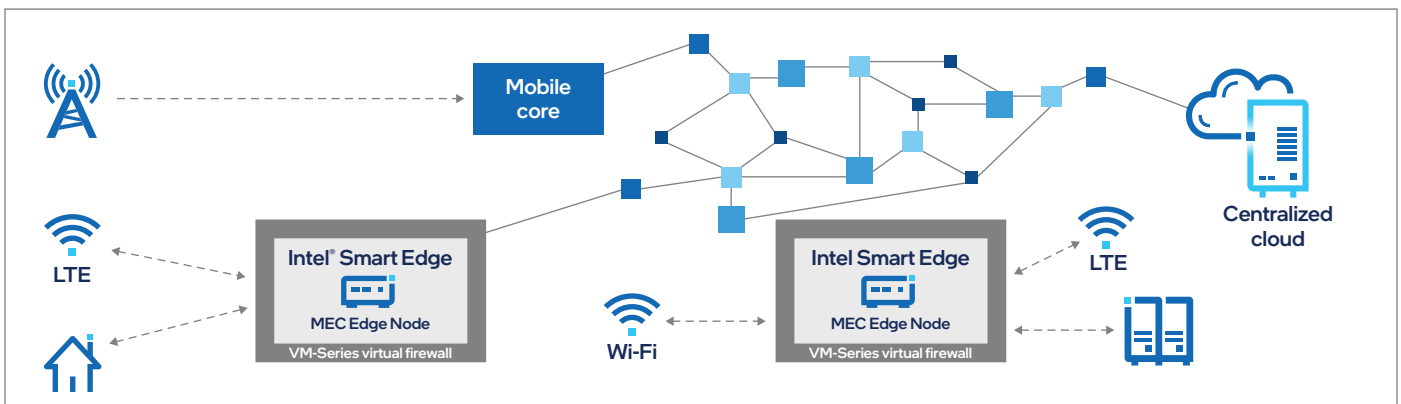 Mobile
core
Centralized
cloud
LTE
Intel® Smart Edge
MEC Edge Node
VM-Series virtual firewall
Wi-Fi
Intel Smart Edge
MEC Edge Node
VM-Series virtual firewall
LTE